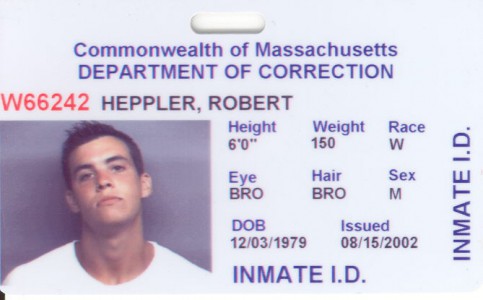 Commonwealth of Massachusetts
DEPARTMENT OF CORRECTION
W66242 HEPPLER, ROBERT
Height Weight Race
6'0" 150 W
Eye Hair Sex
BRO BRO M
DOB Issued
12/03/1979 08/15/2002
INMATE I.D.
INMATE I.D.